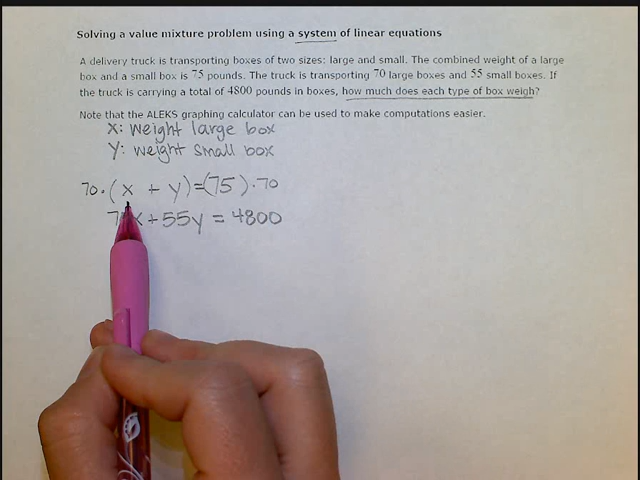 Solving a value mixture problem using a system of linear equations
A delivery truck is transporting boxes of two sizes: large and small. The combined weight of a large
box and a small box is 75 pounds. The truck is transporting 70 large boxes and 55 small boxes. If
the truck is carrying a total of 4800 pounds in boxes, how much does each type of box weigh?
Note that the ALEKS graphing calculator can be used to make computations easier.
X: weight large box
Y: weight small box
70·(x + y)=(75)·70
+55y = 4800